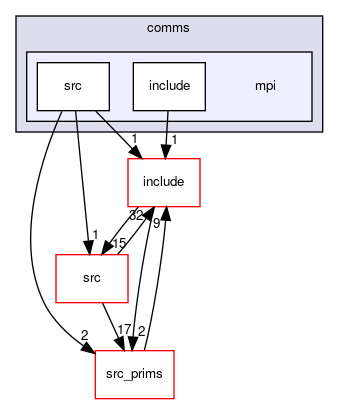 comms
src
include
mpi
1
1
include
32
9
15
1
src
17
2
2
src_prims